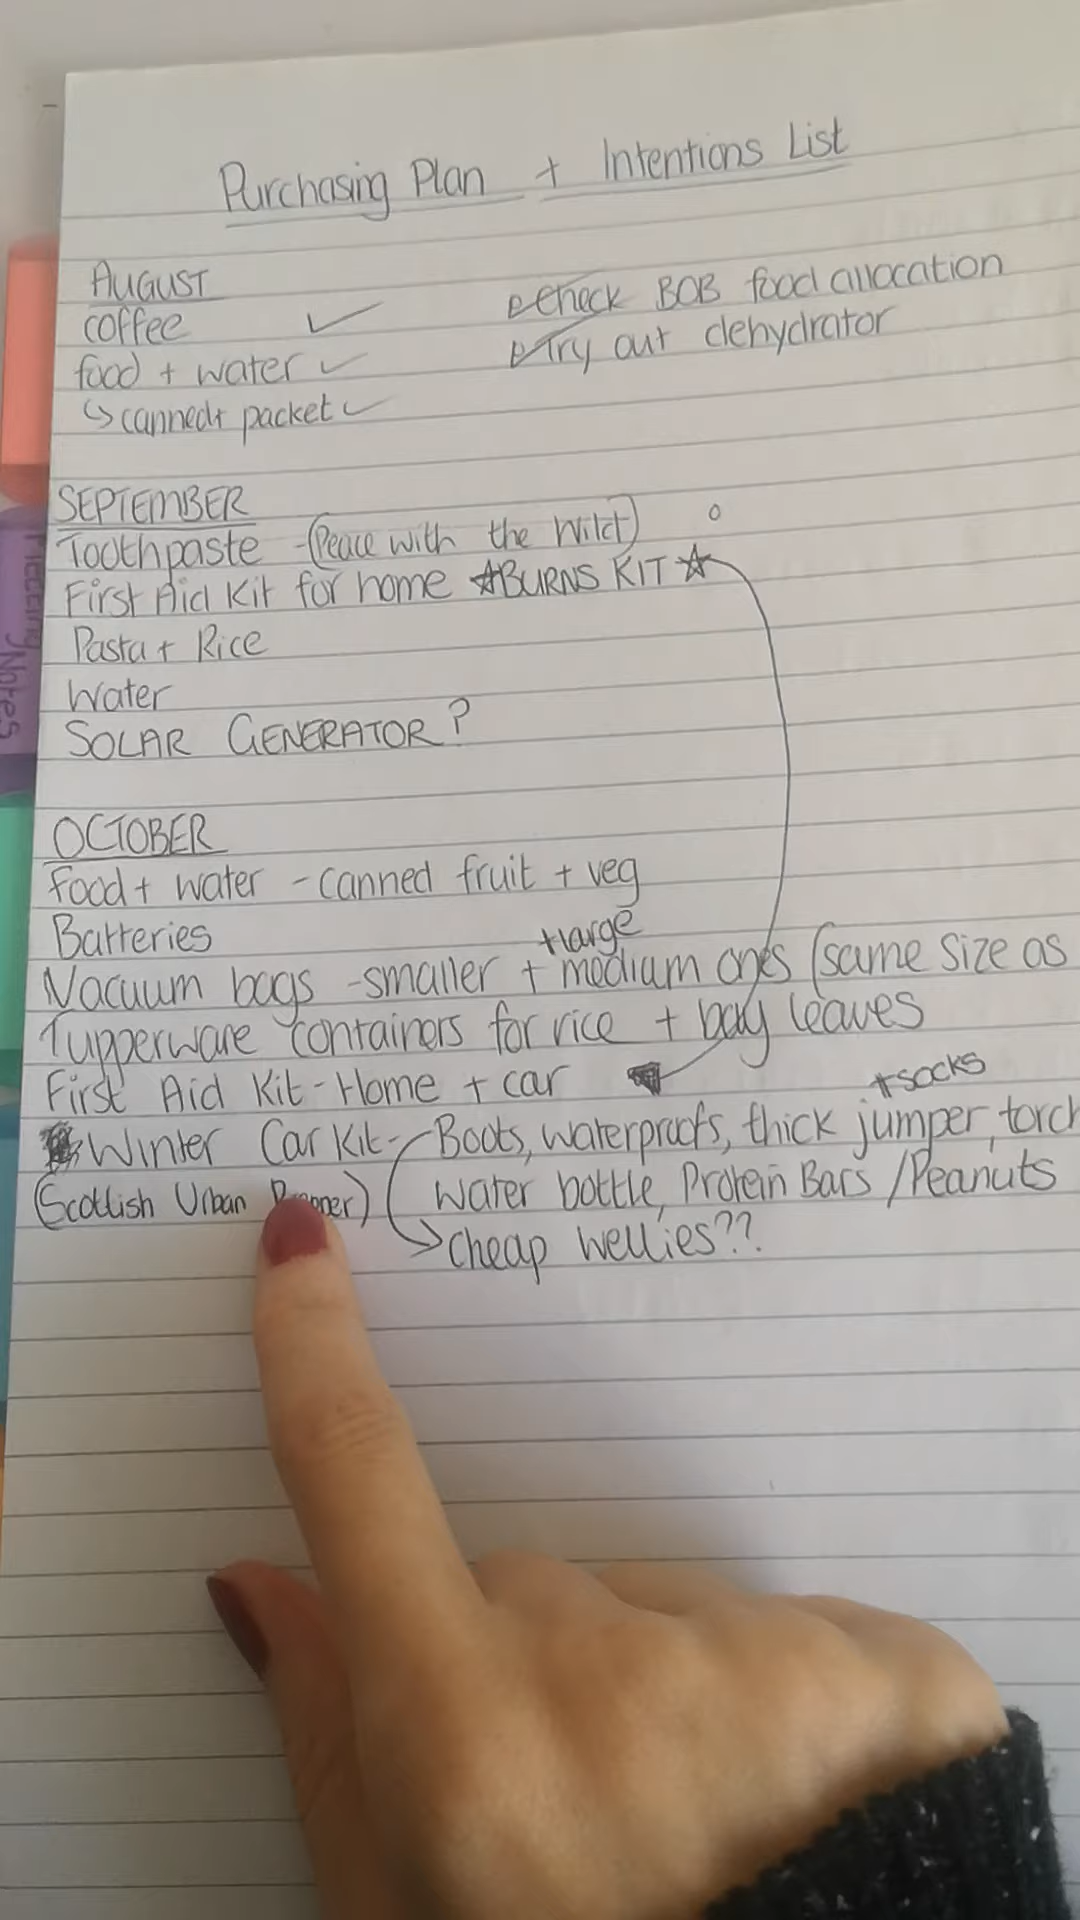 Purchasing Plan + Intentions List
AUGUST
coffee ✓
food + water ✓
↳ canned + packet ✓
Check BOB food allocation
Try out dehydrator
SEPTEMBER
Toothpaste - (Peace with the Wild)
First Aid Kit for home ☆BURNS KIT☆
Pasta + Rice
Water
SOLAR GENERATOR?
OCTOBER
Food + water - canned fruit + veg
Batteries
+ large
Vacuum bags - smaller + medium ones (same size as
Tupperware containers for rice + bay leaves
First Aid Kit - Home + car
+ socks
Winter Car Kit - Boots, waterproofs, thick jumper, torch
(Scottish Urban Prepper) water bottle, Protein Bars / Peanuts
→ cheap wellies??
Meeting Notes